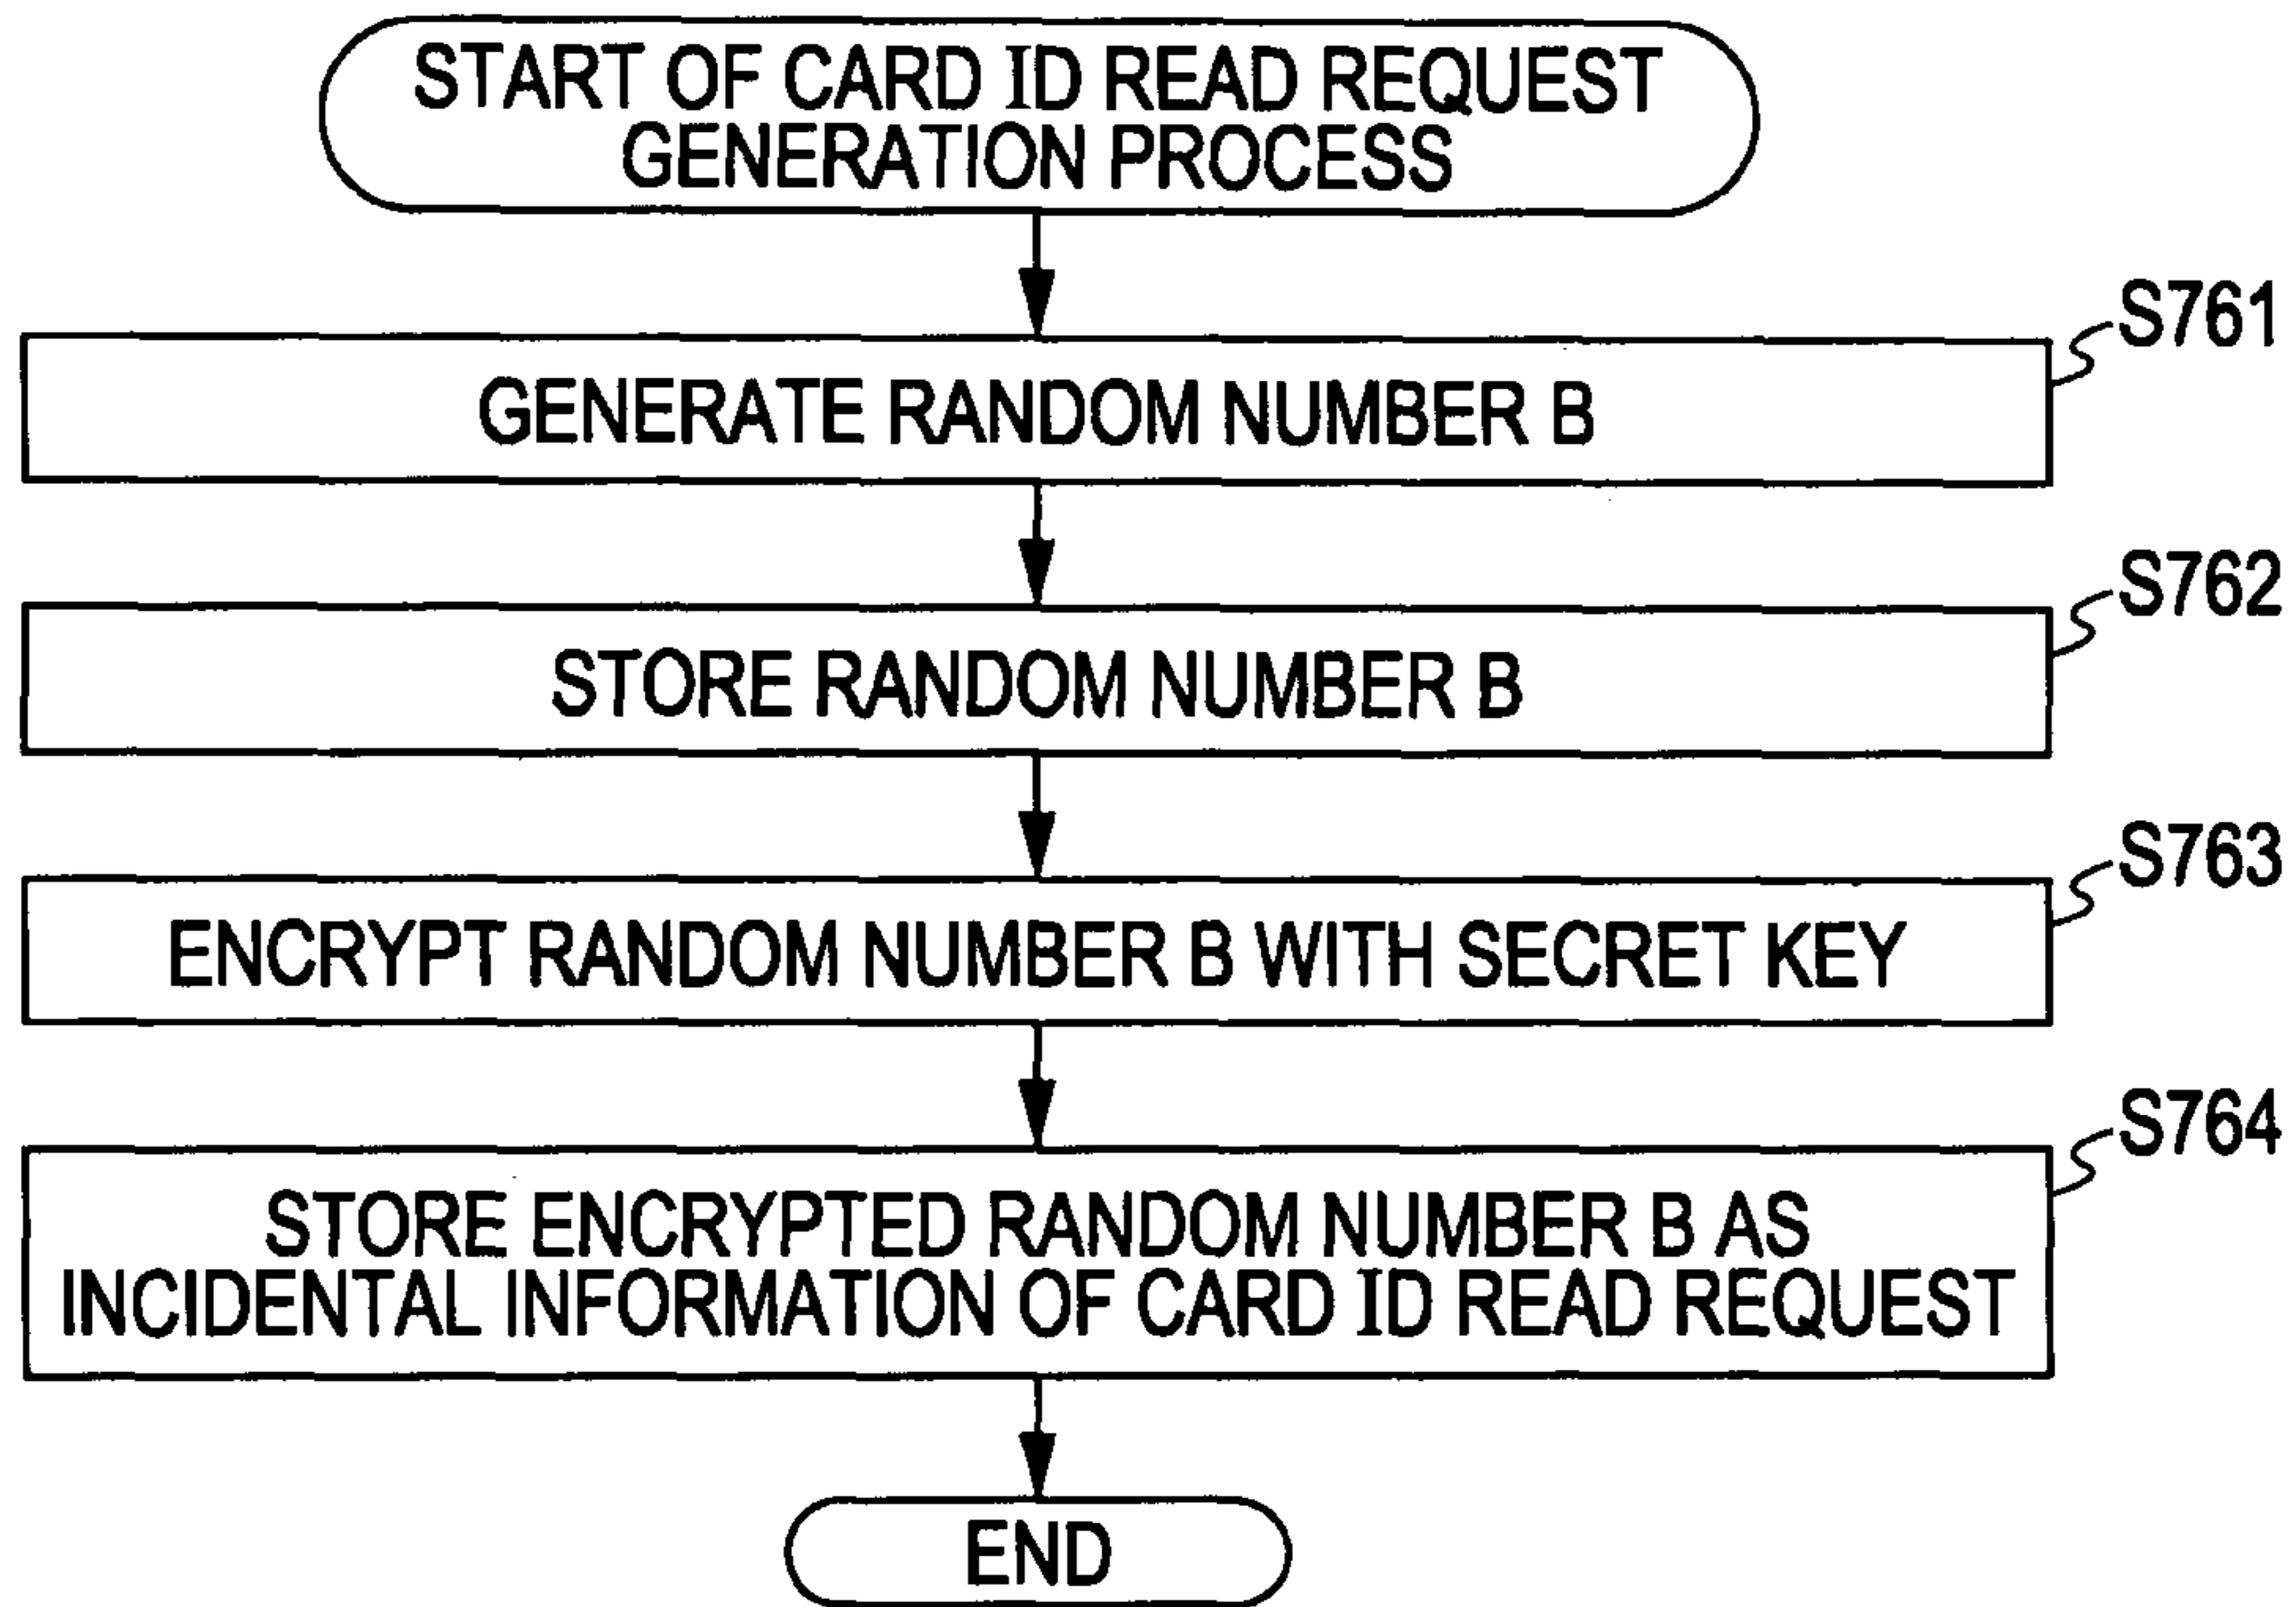 START OF CARD ID READ REQUEST
GENERATION PROCESS
S761
GENERATE RANDOM NUMBER B
S762
STORE RANDOM NUMBER B
S763
ENCRYPT RANDOM NUMBER B WITH SECRET KEY
S764
STORE ENCRYPTED RANDOM NUMBER B AS
INCIDENTAL INFORMATION OF CARD ID READ REQUEST
END